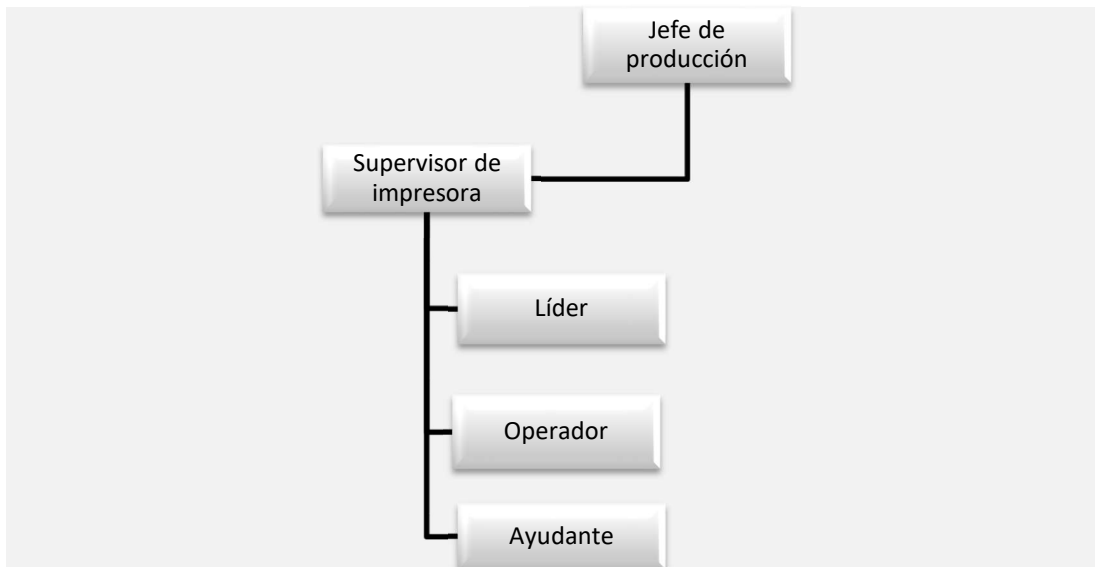 Jefe de
producción
Supervisor de
impresora
Líder
Operador
Ayudante